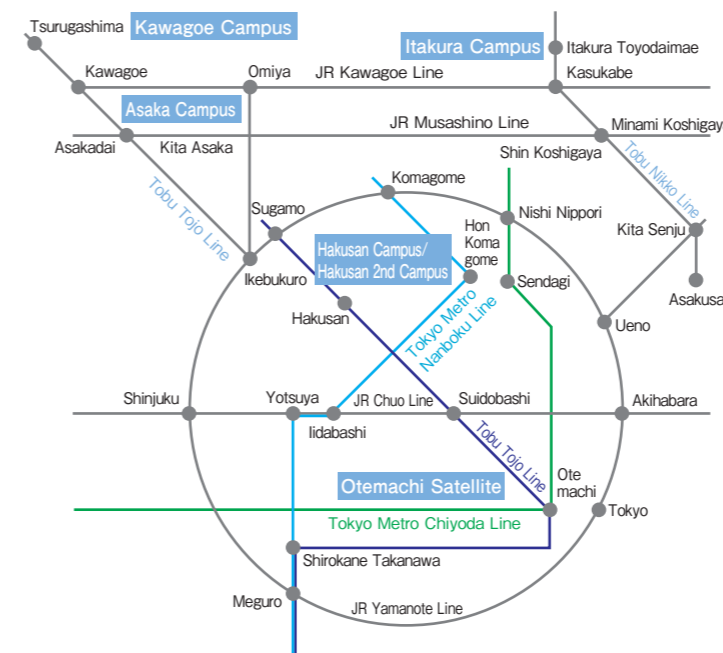 Tsurugashima
Kawagoe Campus
Itakura Campus
Itakura Toyodaimae
Kawagoe
Omiya
JR Kawagoe Line
Kasukabe
Asaka Campus
JR Musashino Line
Minami Koshigay
Asakadai
Kita Asaka
Shin Koshigaya
Tobu Nikko Line
Tobu Tojo Line
Komagome
Sugamo
Nishi Nippori
Hon
Koma
gome
Kita Senju
Hakusan Campus/
Hakusan 2nd Campus
Ikebukuro
Sendagi
Asakusa
Hakusan
Tokyo Metro
Nanboku Line
Ueno
Shinjuku
Yotsuya
JR Chuo Line
Suidobashi
Akihabara
Iidabashi
Tobu Tojo Line
Otemachi Satellite
Ote
machi
Tokyo Metro Chiyoda Line
Tokyo
Shirokane Takanawa
Meguro
JR Yamanote Line